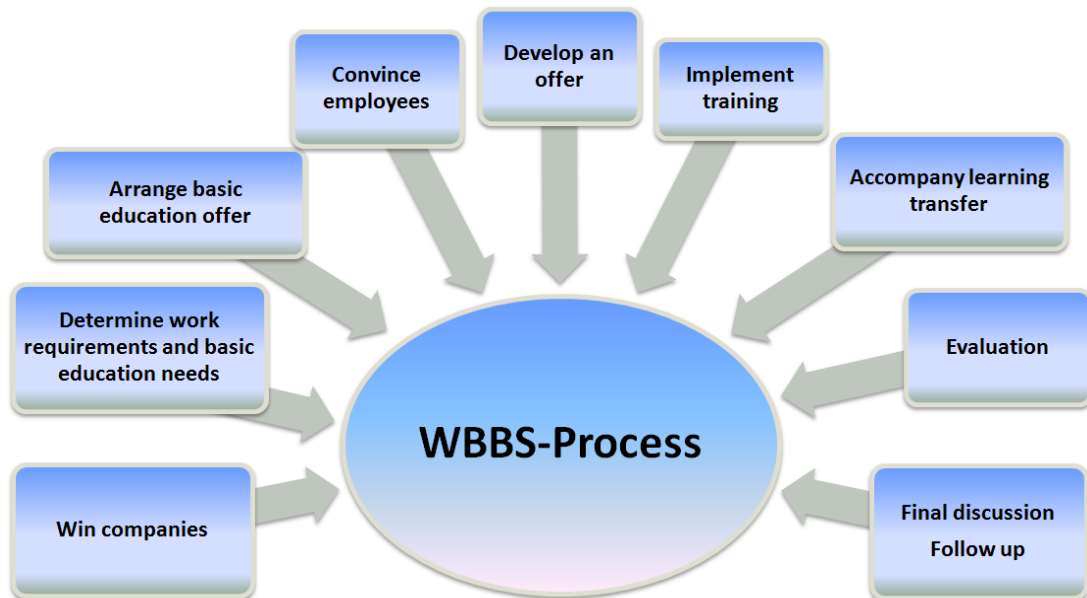 Win companies
Determine work
requirements and basic
education needs
Arrange basic
education offer
Convince
employees
Develop an
offer
Implement
training
Accompany learning
transfer
Evaluation
Final discussion
Follow up
WBBS-Process